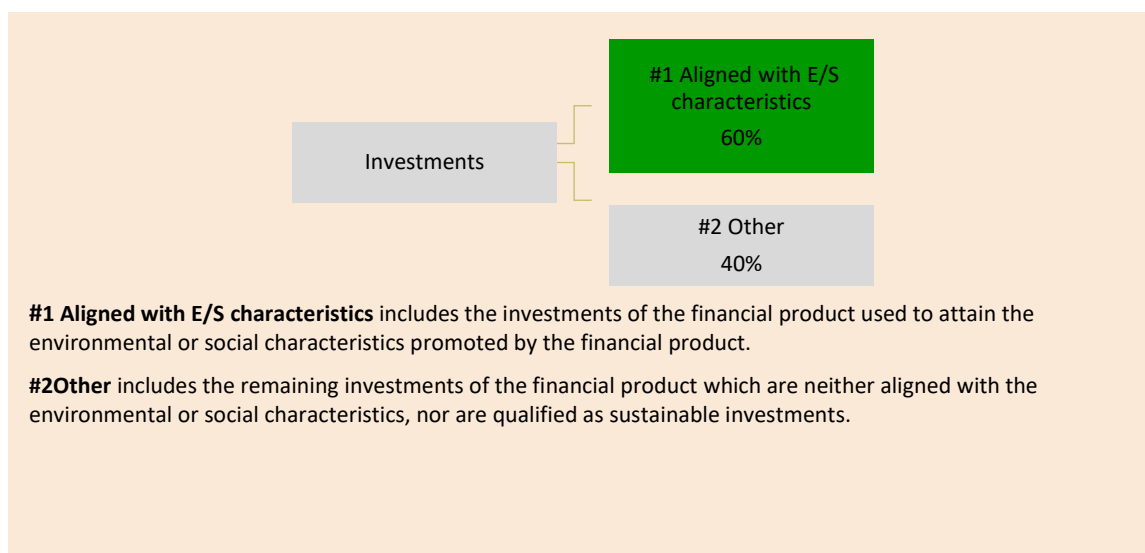 #1 Aligned with E/S
characteristics
60%
Investments
#2 Other
40%
#1 Aligned with E/S characteristics includes the investments of the financial product used to attain the
environmental or social characteristics promoted by the financial product.
#2Other includes the remaining investments of the financial product which are neither aligned with the
environmental or social characteristics, nor are qualified as sustainable investments.